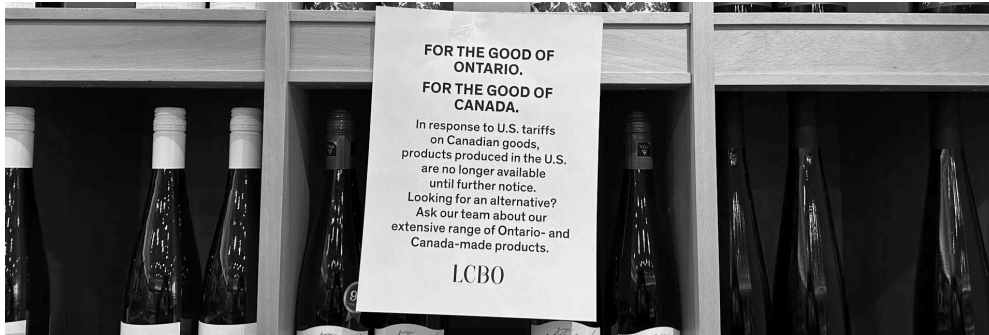 FOR THE GOOD OF
ONTARIO.
FOR THE GOOD OF
CANADA.
In response to U.S. tariffs
on Canadian goods,
products produced in the U.S.
are no longer available
until further notice.
Looking for an alternative?
Ask our team about our
extensive range of Ontario- and
Canada-made products.
LCBO